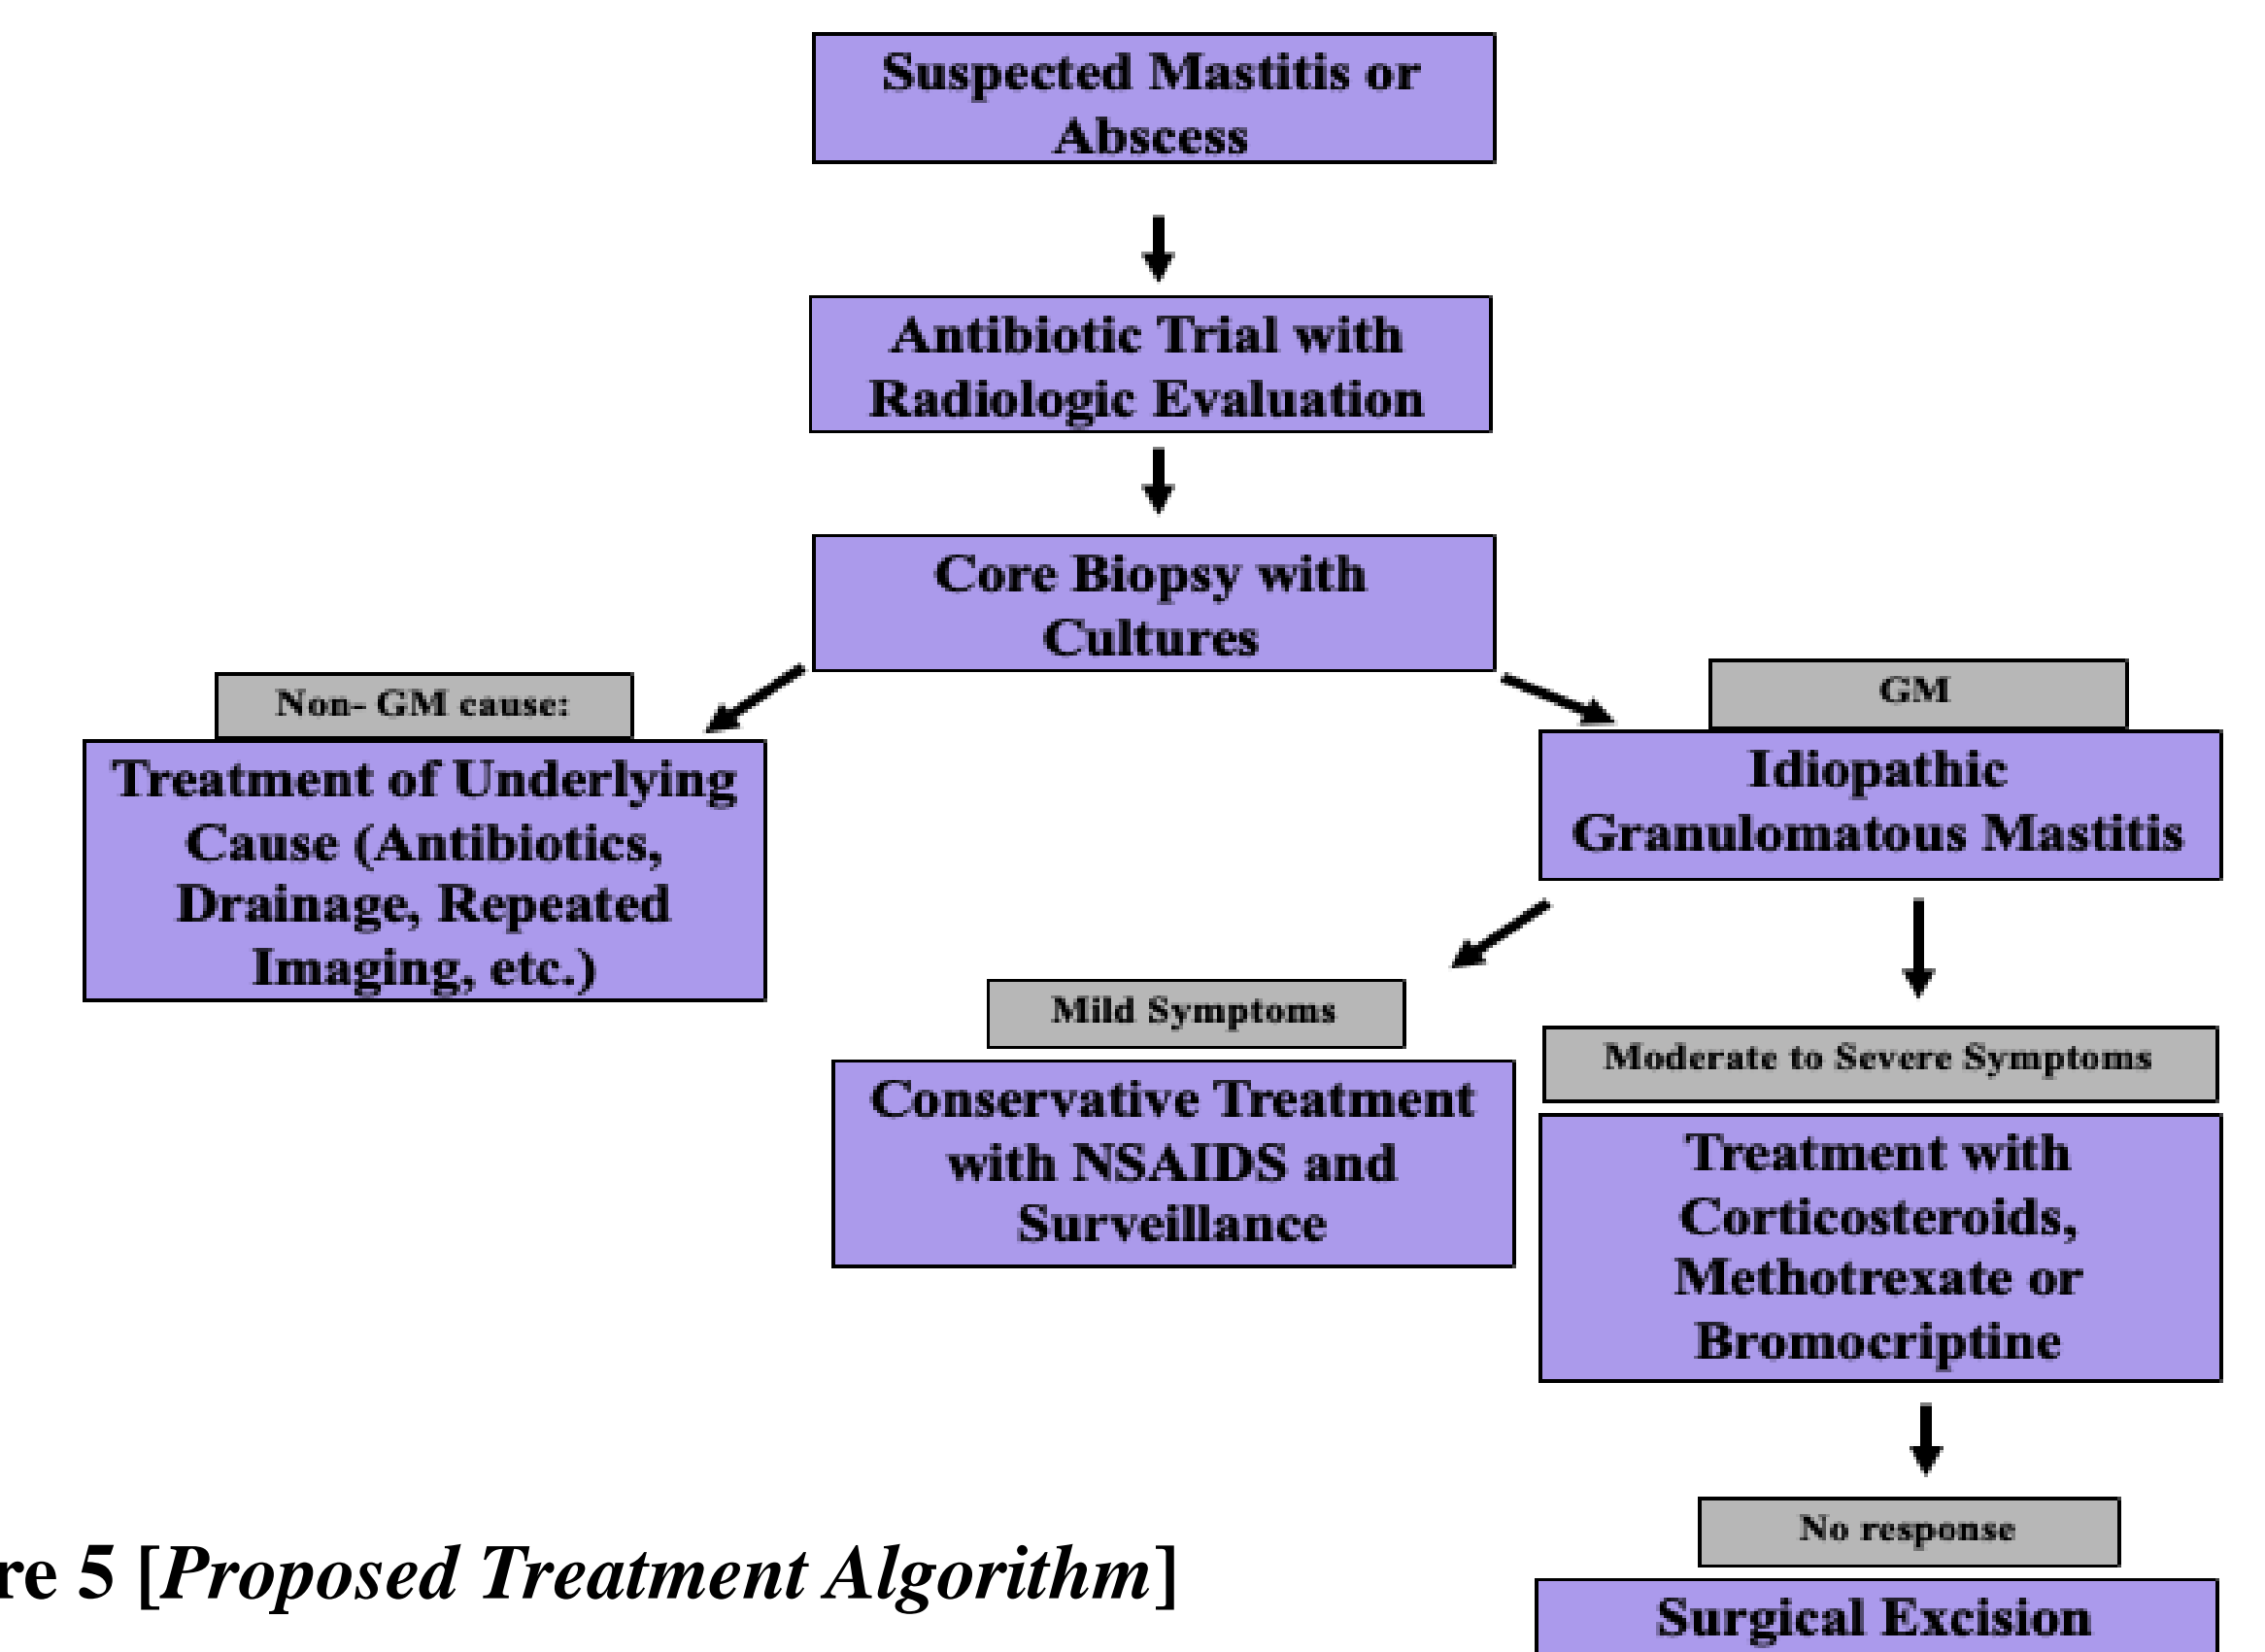 Suspected Mastitis or
Abscess
Antibiotic Trial with
Radiologic Evaluation
Core Biopsy with
Cultures
Non- GM cause:
Treatment of Underlying
Cause (Antibiotics,
Drainage, Repeated
Imaging, etc.)
GM
Idiopathic
Granulomatous Mastitis
Mild Symptoms
Conservative Treatment
with NSAIDS and
Surveillance
Moderate to Severe Symptoms
Treatment with
Corticosteroids,
Methotrexate or
Bromocriptine
No response
Surgical Excision
re 5 [Proposed Treatment Algorithm]